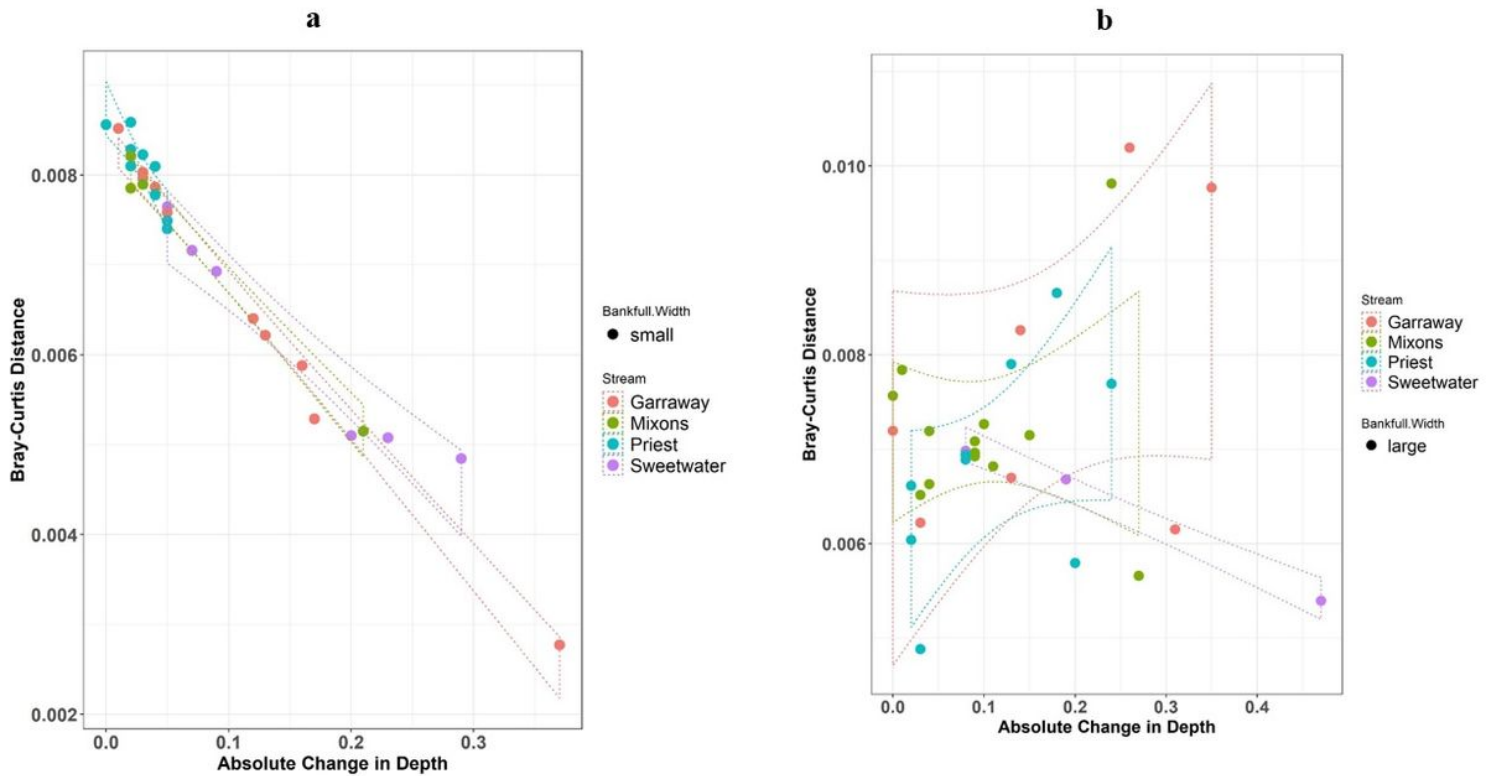 a
Bray-Curtis Distance
0.008
0.006
0.004
0.002
0.0
0.1
0.2
0.3
Absolute Change in Depth
Bankfull.Width
small
Stream
Garraway
Mixons
Priest
Sweetwater
b
Bray-Curtis Distance
0.010
0.008
0.006
0.0
0.1
0.2
0.3
0.4
Absolute Change in Depth
Stream
Garraway
Mixons
Priest
Sweetwater
Bankfull.Width
large